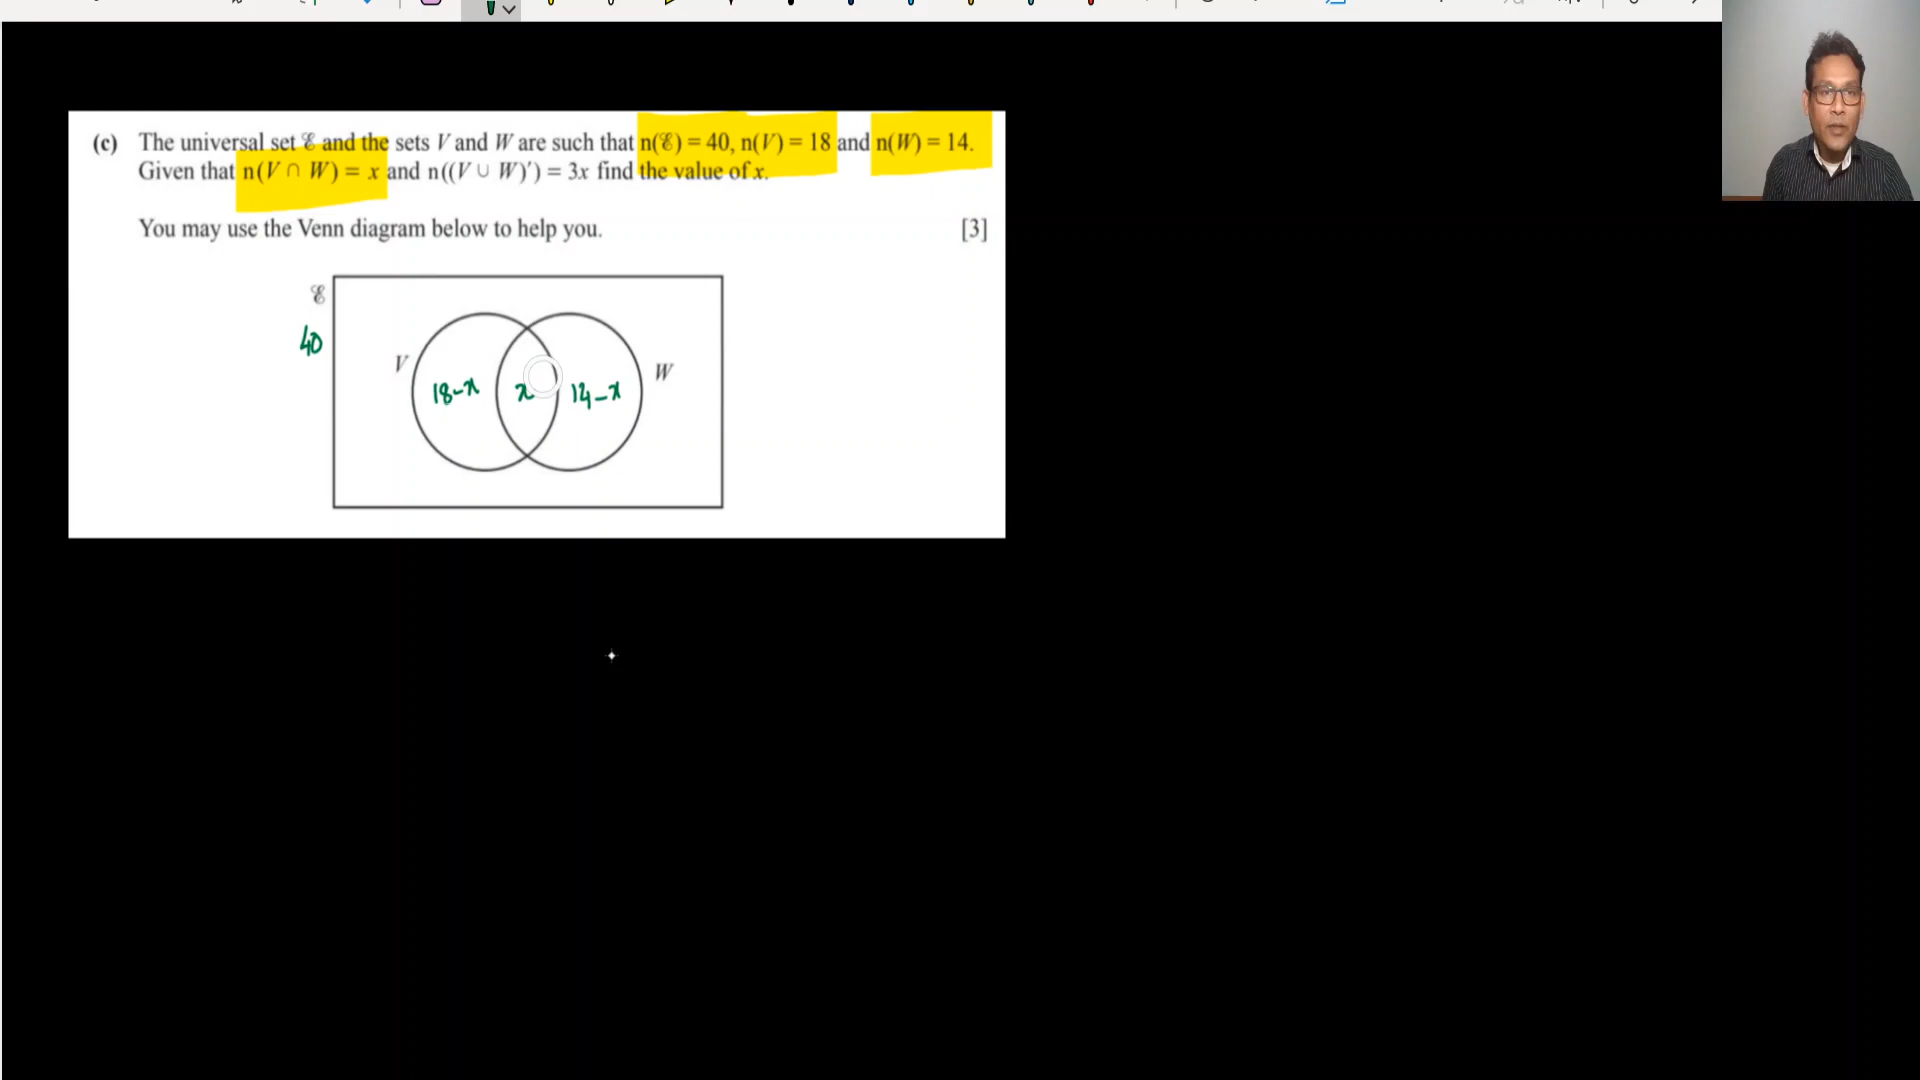 (c) The universal set ℰ and the sets V and W are such that n(ℰ) = 40, n(V) = 18 and n(W) = 14.
Given that n(V ∩ W) = x and n((V ∪ W)′) = 3x find the value of x.
You may use the Venn diagram below to help you. [3]
ℰ
40
V
W
18-x x 14-x